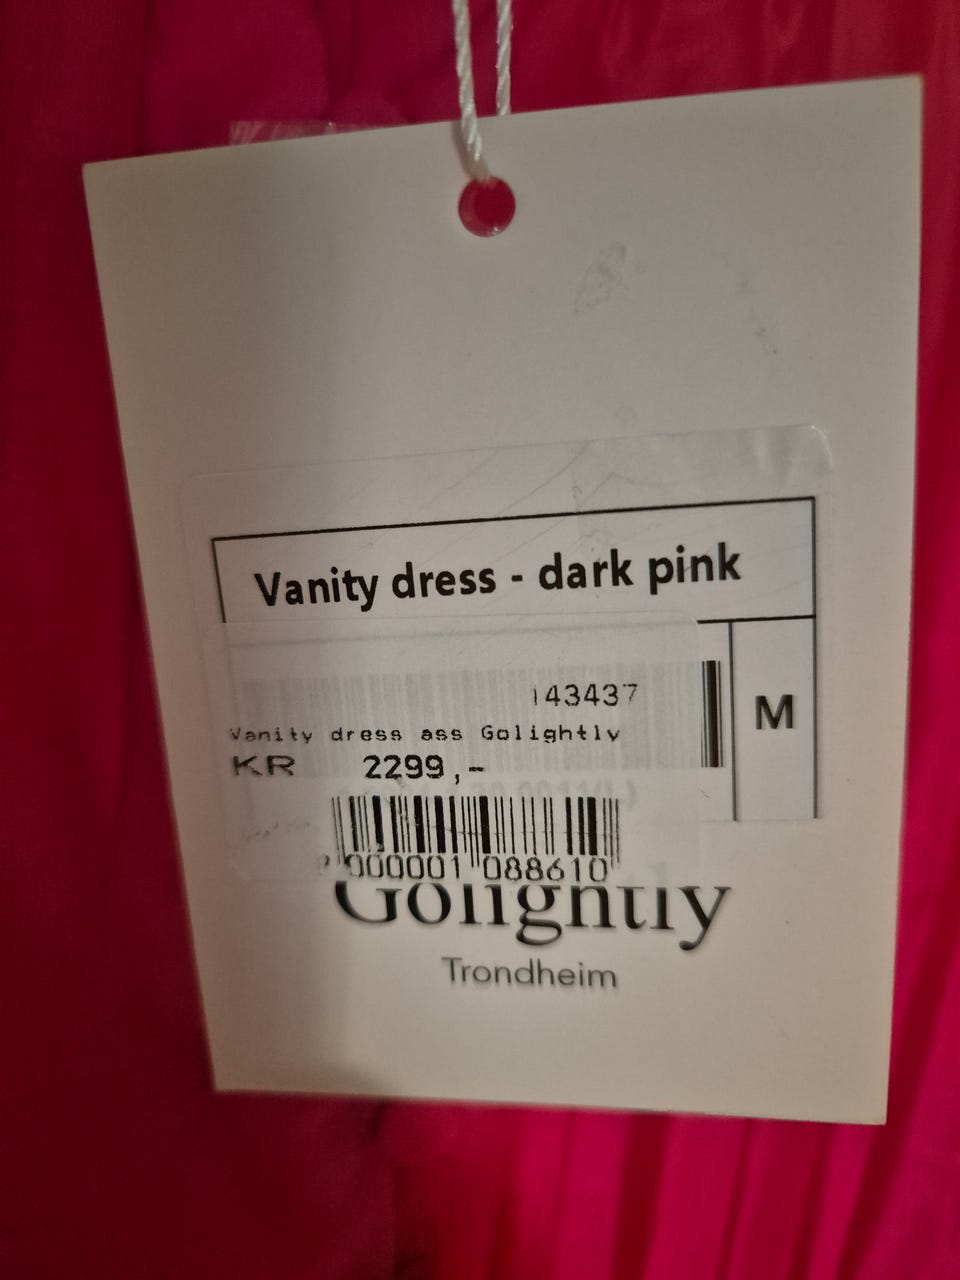 Vanity dress - dark pink
M
143437
Vanity dress ass Golightly
KR 2299,-
000001 088610
Golightly
Trondheim